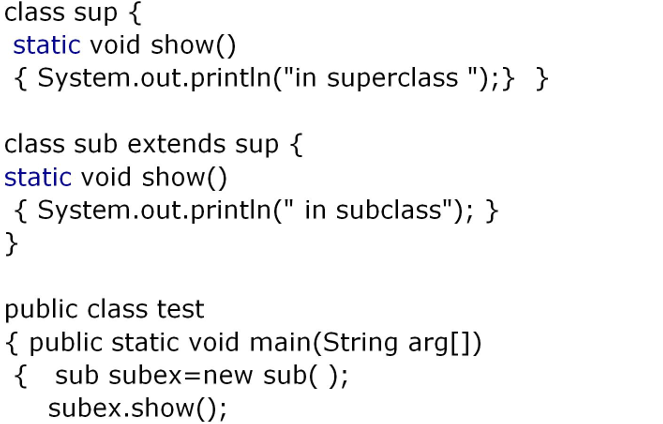 class sup {
static void show()
{ System.out.println("in superclass ");}  }
class sub extends sup {
static void show()
{ System.out.println(" in subclass"); }
}
public class test
{ public static void main(String arg[])
{   sub subex=new sub( );
subex.show();